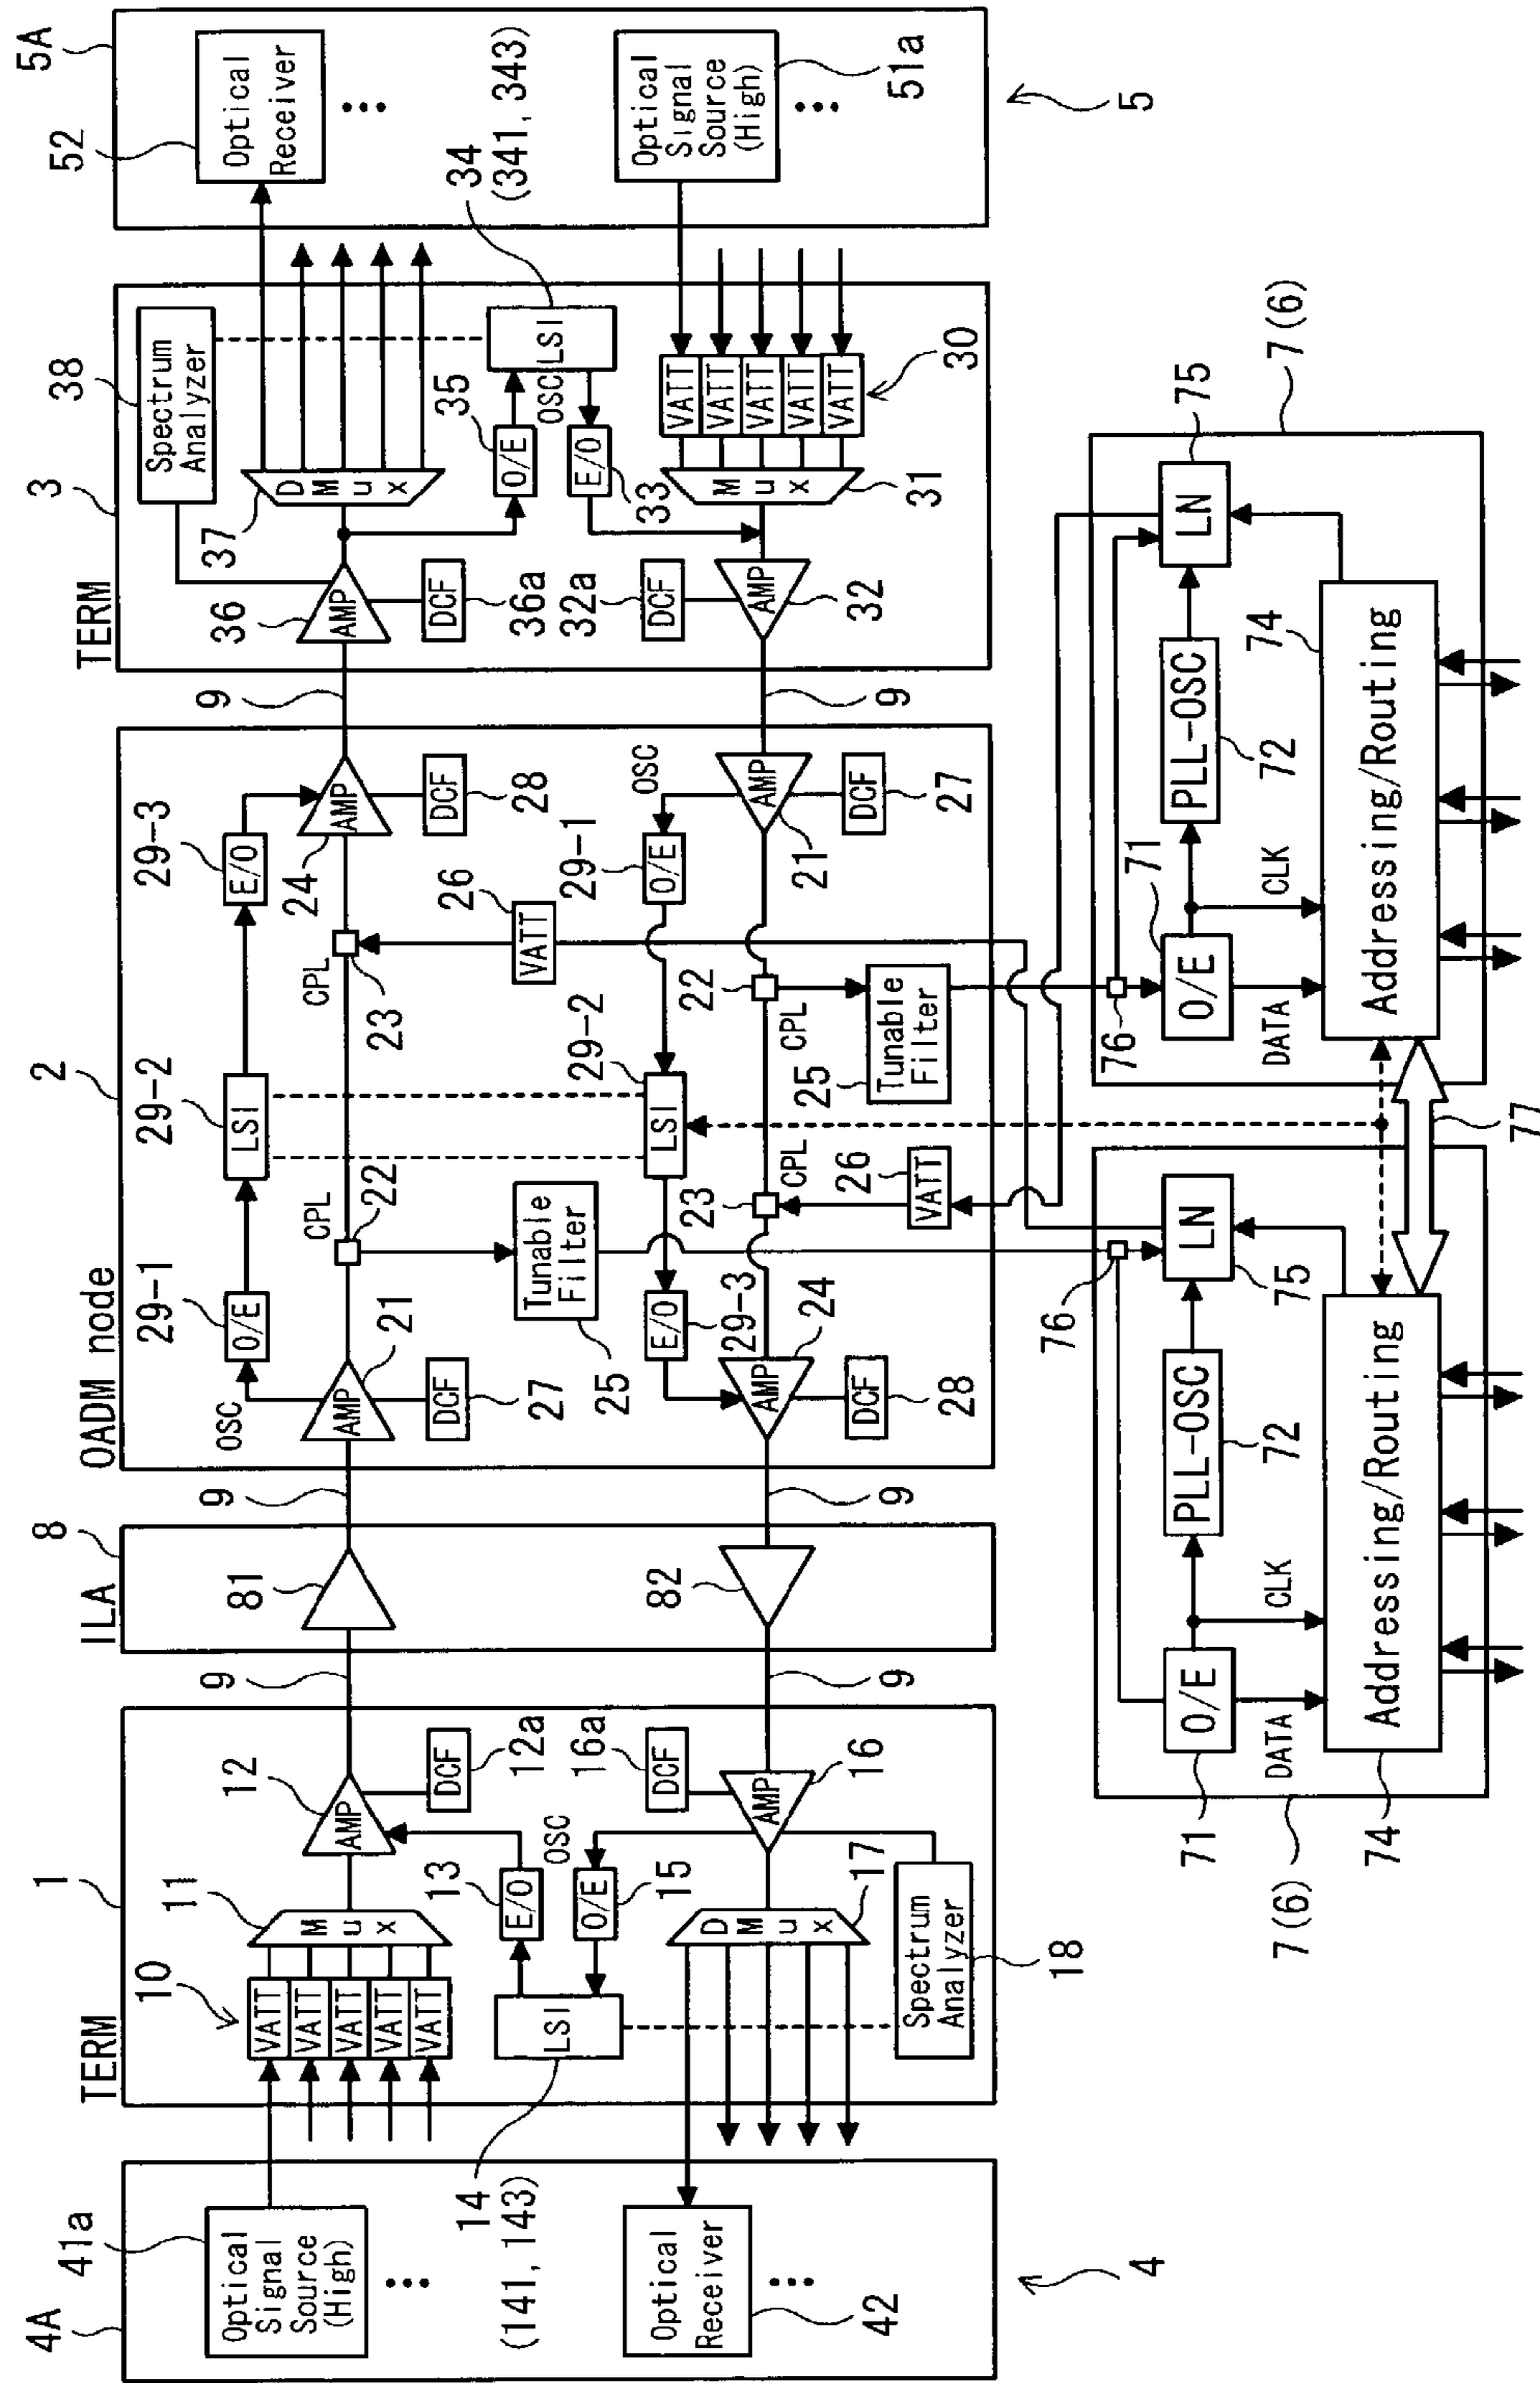 4A
41a
Optical
Signal
Source
(High)
14
(141, 143)
Optical
Receiver
42
4
TERM
1
10
VATT
VATT
VATT
VATT
VATT
11
Mux
12
AMP
DCF
12a
13
E/O
LSI
OSC
O/E
15
16a
DCF
AMP
16
DMux
17
Spectrum
Analyzer
18
9
9
ILA
8
81
82
9
9
OADM node
2
OSC
29-1
O/E
29-2
LSI
29-3
E/O
AMP
21
DCF
27
CPL
22
Tunable
Filter
25
CPL
23
VATT
26
24
AMP
DCF
28
OSC
O/E
29-1
29-2
LSI
E/O
29-3
AMP
21
DCF
27
22
CPL
25
Tunable
Filter
23
CPL
26
VATT
24
AMP
DCF
28
9
9
TERM
3
38
Spectrum
Analyzer
37
DMux
36
AMP
DCF
36a
35
O/E
OSC
LSI
34
(341, 343)
E/O
33
32a
DCF
AMP
32
Mux
31
VATT
VATT
VATT
VATT
VATT
30
5A
52
Optical
Receiver
Optical
Signal
Source
(High)
51a
5
76
O/E
71
PLL-OSC
72
LN
75
DATA
CLK
Addressing/Routing
74
7(6)
77
76
O/E
71
PLL-OSC
72
LN
75
DATA
CLK
Addressing/Routing
74
7(6)